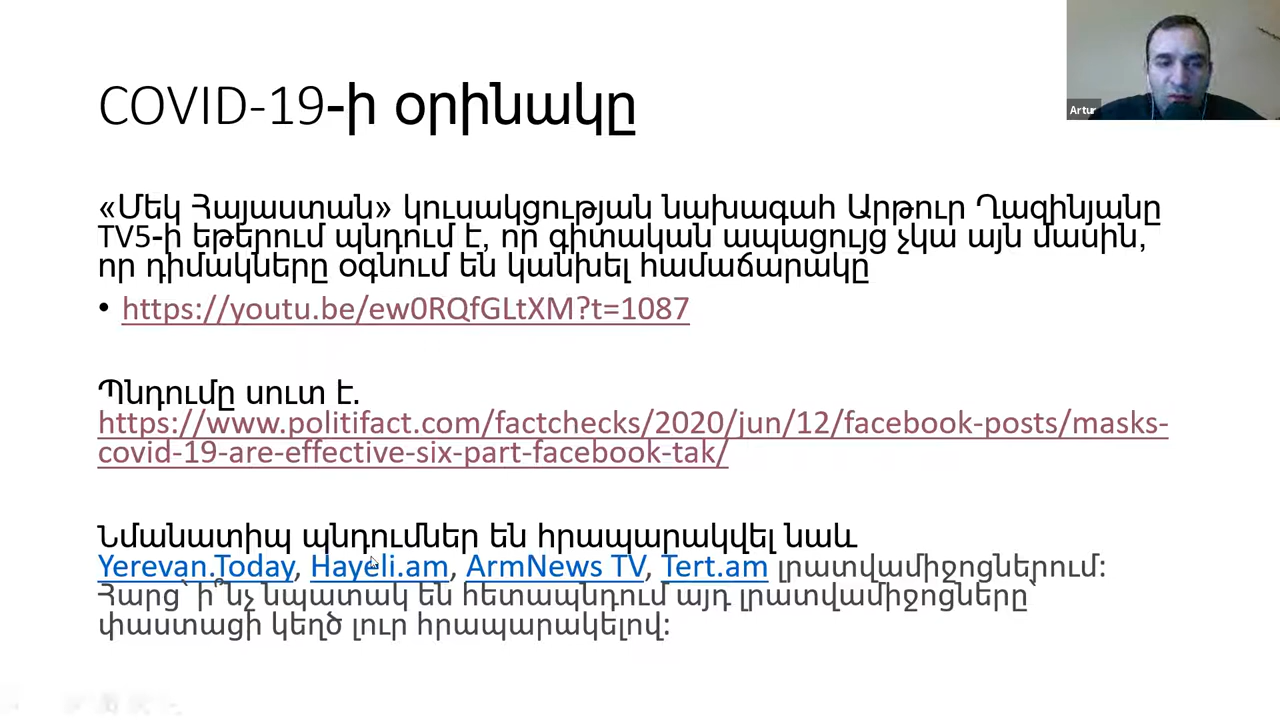 COVID-19-ի օրինակը
Artur
«Մեկ Հայաստան» կուսակցության նախագահ Արթուր Ղազինյանը
TV5-ի եթերում պնդում է, որ գիտական ապացույց չկա այն մասին,
որ դիմակները օգնում են կանխել համաճարակը
• https://youtu.be/ew0RQfGLtXM?t=1087
Պնդումը սուտ է.
https://www.politifact.com/factchecks/2020/jun/12/facebook-posts/masks-
covid-19-are-effective-six-part-facebook-tak/
Նմանատիպ պնդումներ են հրապարակվել նաև
Yerevan.Today, Hayeli.am, ArmNews TV, Tert.am լրատվամիջոցներում:
Հարց՝ ի՞նչ նպատակ են հետապնդում այդ լրատվամիջոցները՝
փաստացի կեղծ լուր հրապարակելով: